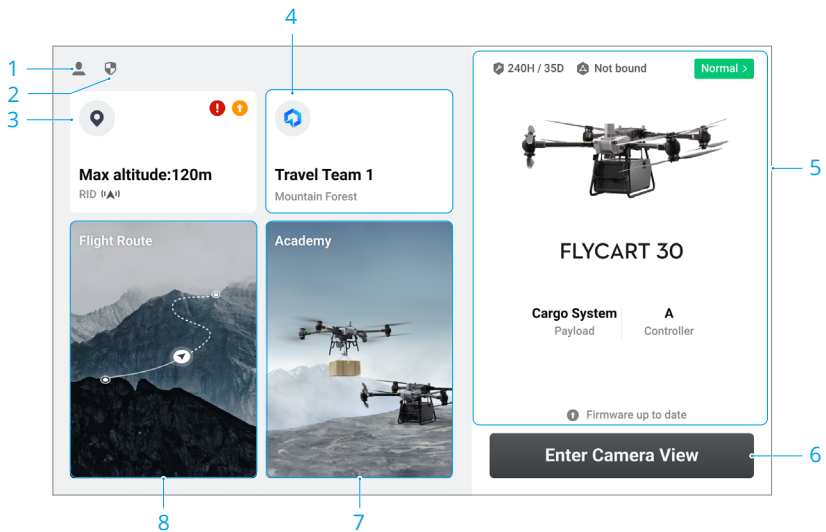 4
1
2
3
240H / 35D Not bound Normal >
Max altitude:120m
RID
Travel Team 1
Mountain Forest
5
Flight Route
Academy
FLYCART 30
Cargo System A
Payload Controller
Firmware up to date
Enter Camera View
6
8
7